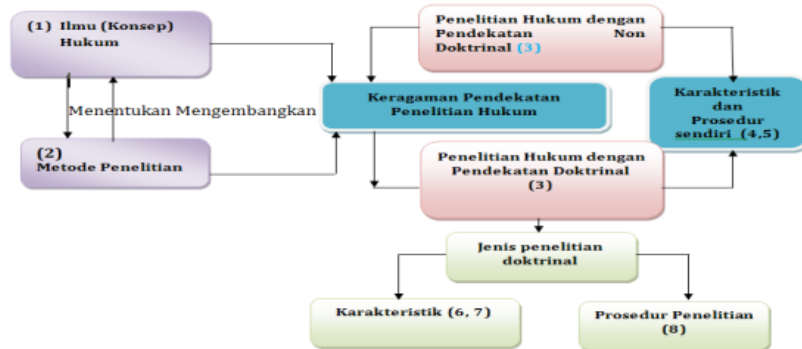 (1) Ilmu (Konsep)
Hukum
Menentukan Mengembangkan
(2)
Metode Penelitian
Penelitian Hukum dengan
Pendekatan Non
Doktrinal (3)
Keragaman Pendekatan
Penelitian Hukum
Karakteristik
dan
Prosedur
sendiri (4,5)
Penelitian Hukum dengan
Pendekatan Doktrinal
(3)
Jenis penelitian
doktrinal
Karakteristik (6, 7)
Prosedur Penelitian
(8)